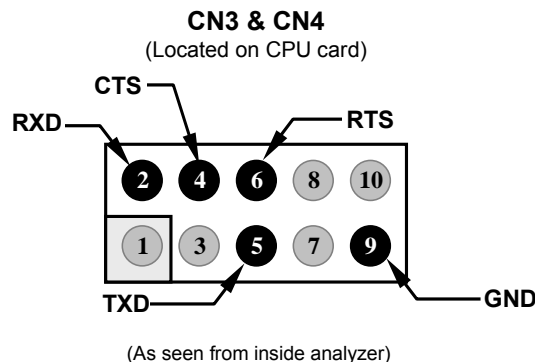 CN3 & CN4
(Located on CPU card)
CTS
RXD
RTS
2 4 6 8 10
1 3 5 7 9
TXD
GND
(As seen from inside analyzer)